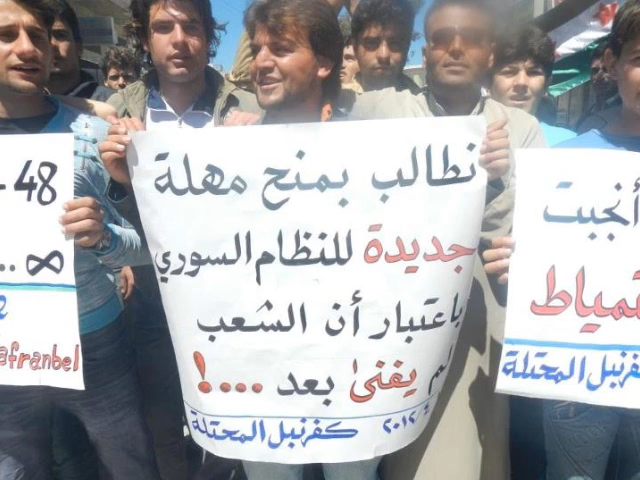 نطالب بمنح مهلة
جديدة للنظام السوري
باعتبار أن الشعب
لم يفنى بعد ....!
كفرنبل المحتلة
٢٠١٢
- 48
..∞
afranbel
أنجبت
كفرنبل المحتلة